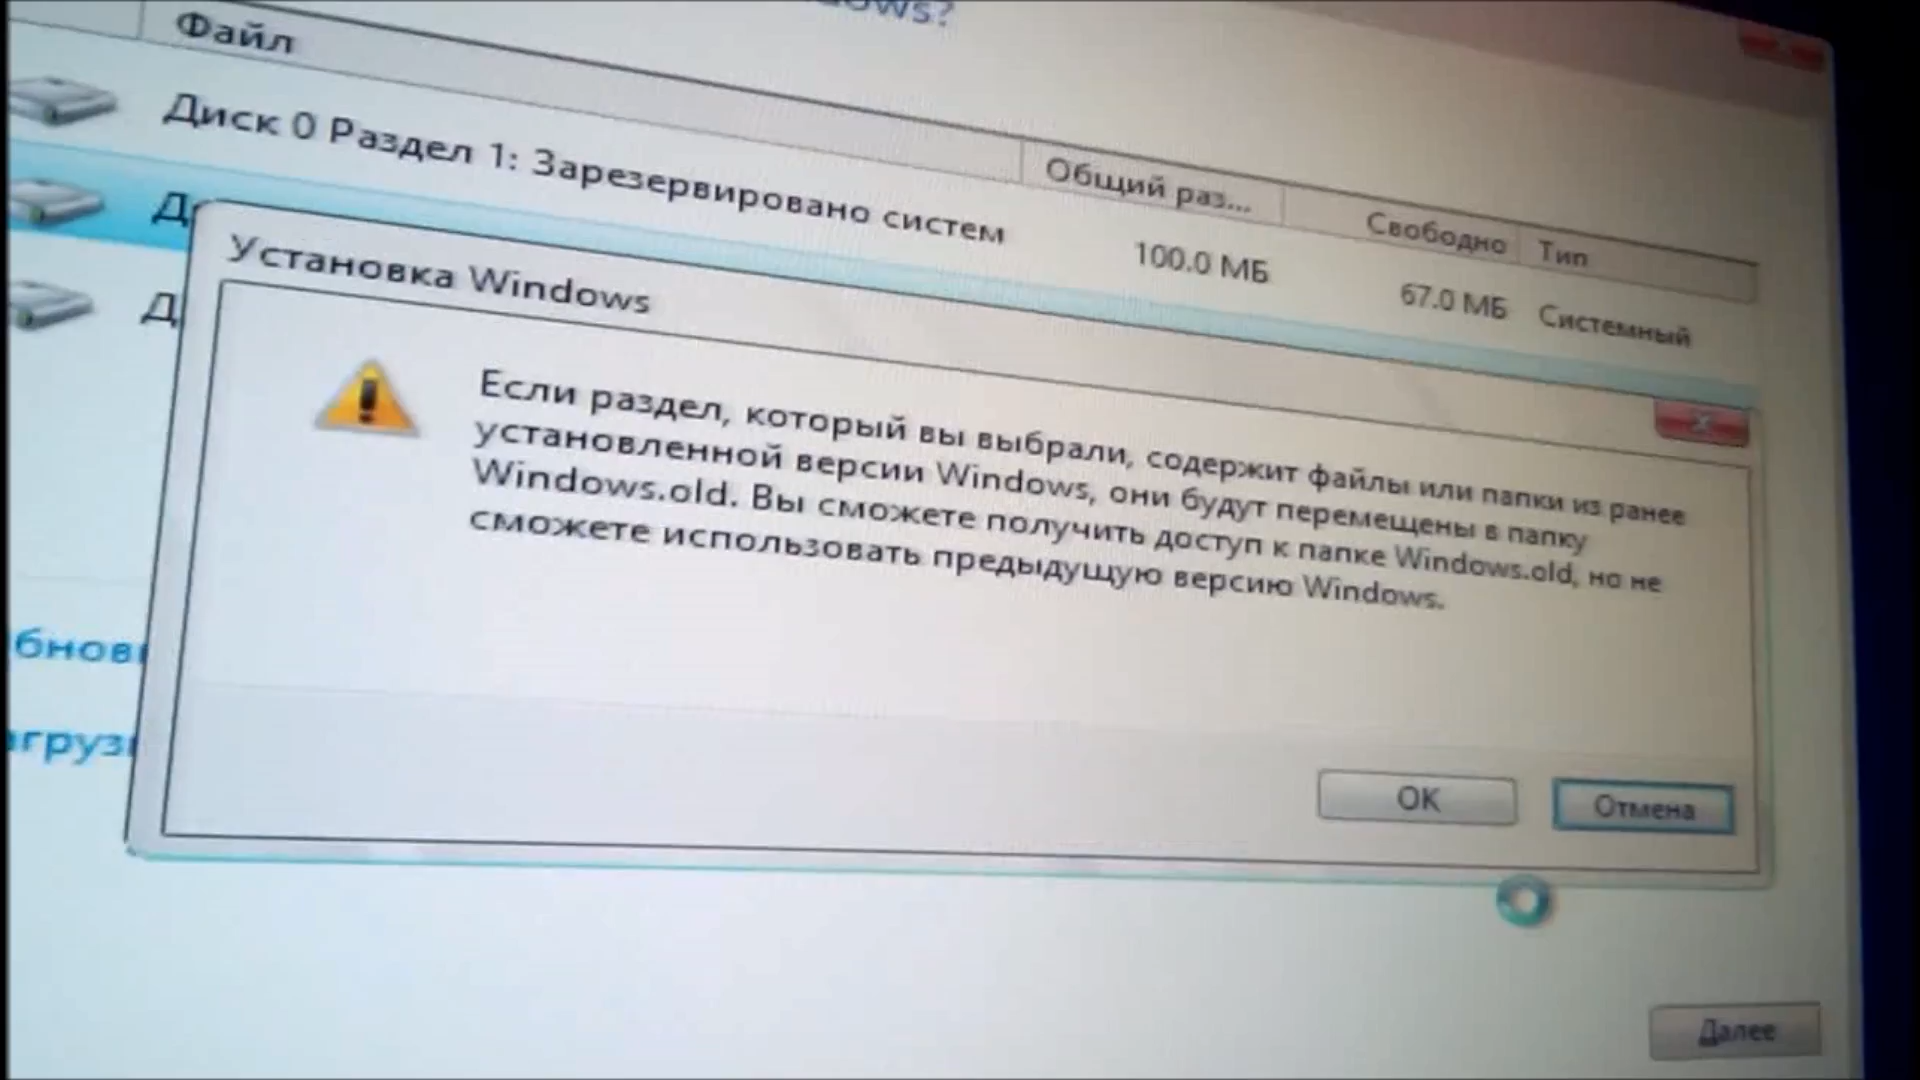 Файл
Общий раз...
Свободно
Тип
Диск 0 Раздел 1: Зарезервировано систем
100.0 МБ
67.0 МБ
Системный
Установка Windows
Если раздел, который вы выбрали, содержит файлы или папки из ранее
установленной версии Windows, они будут перемещены в папку
Windows.old. Вы сможете получить доступ к папке Windows.old, но не
сможете использовать предыдущую версию Windows.
OK
Отмена
Далее